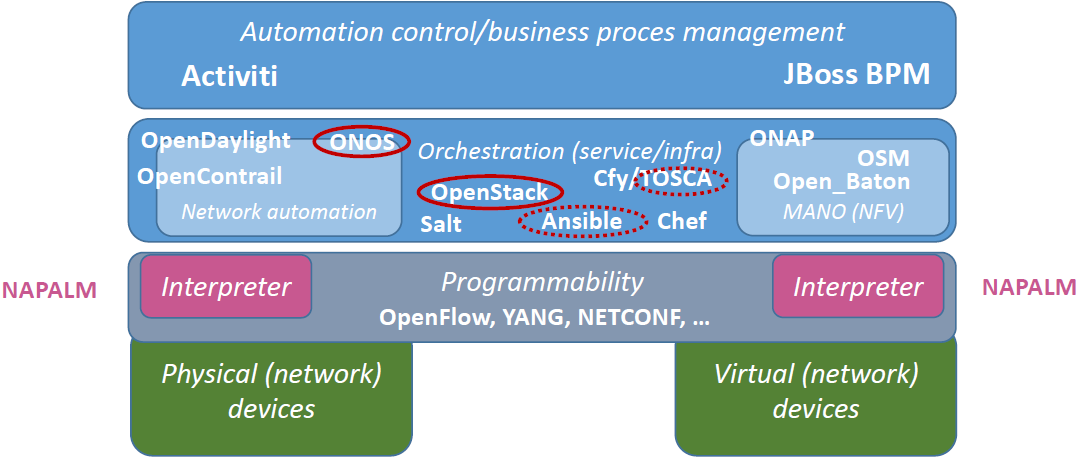 Automation control/business proces management
Activiti
JBoss BPM
OpenDaylight
ONOS
OpenContrail
Network automation
Orchestration (service/infra)
Cfy/TOSCA
OpenStack
Salt
Ansible
Chef
ONAP
OSM
Open_Baton
MANO (NFV)
NAPALM
Interpreter
Programmability
OpenFlow, YANG, NETCONF, ...
Interpreter
NAPALM
Physical (network)
devices
Virtual (network)
devices